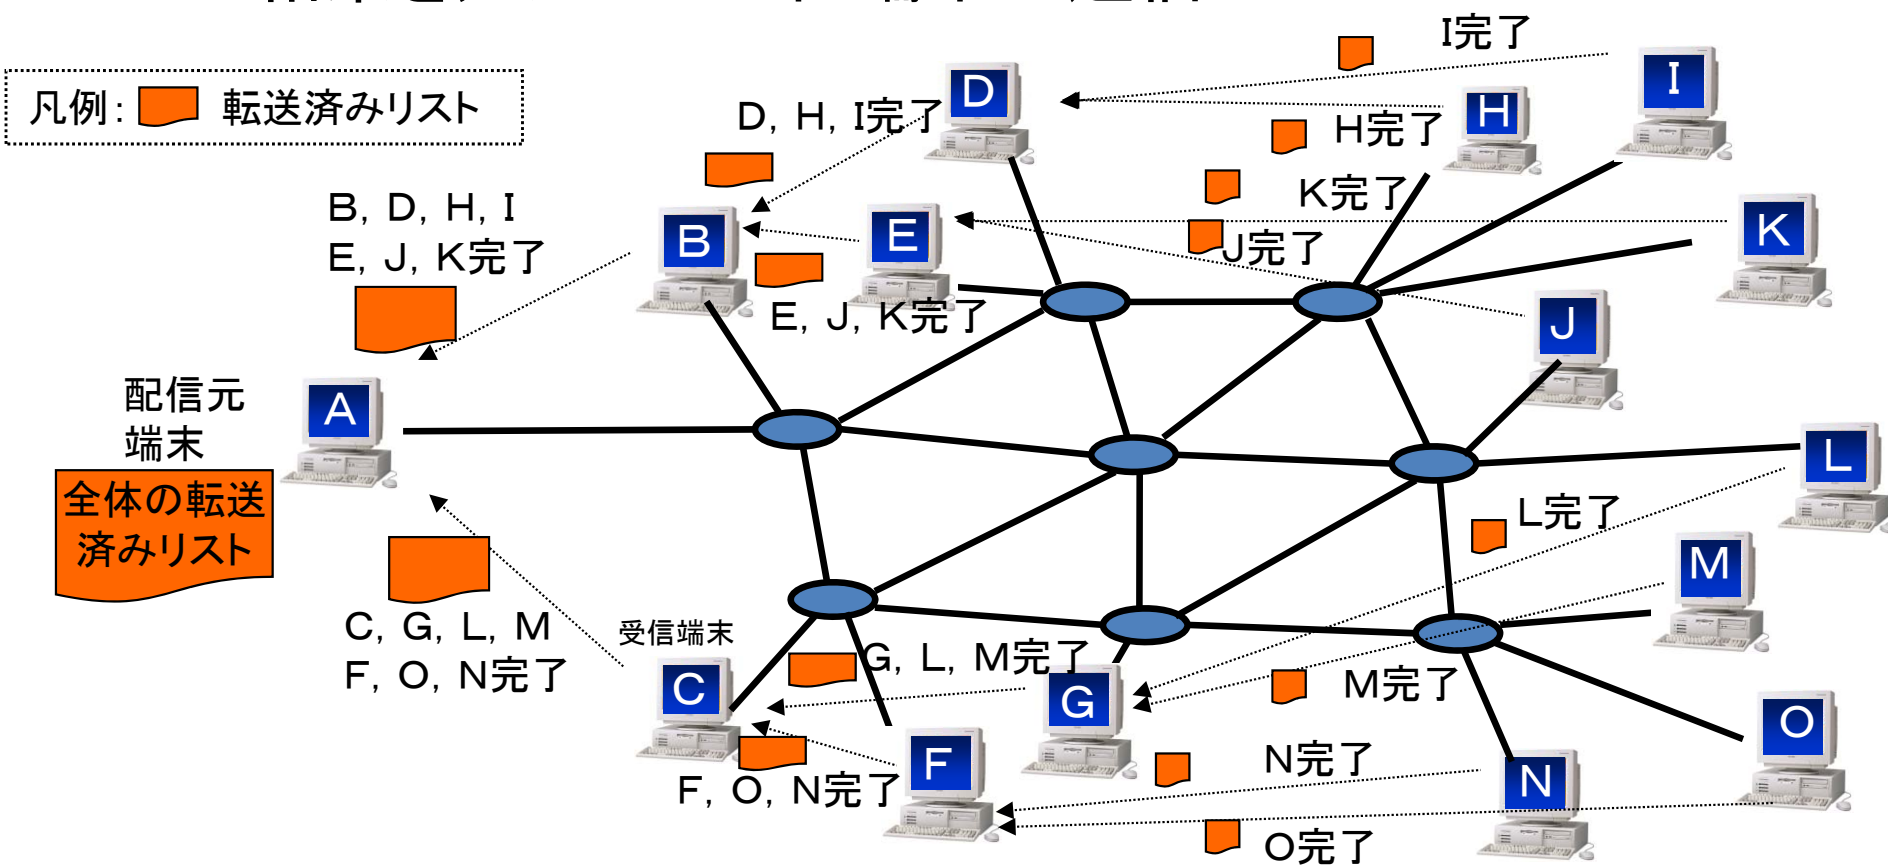 凡例: 転送済みリスト
I完了
D
I
H
D, H, I完了
H完了
K完了
B, D, H, I
E, J, K完了
B
E
K
J完了
E, J, K完了
J
配信元
端末
A
全体の転送
済みリスト
L
L完了
M
C, G, L, M
F, O, N完了
受信端末
G, L, M完了
C
G
M完了
O
F, O, N完了
F
N完了
N
O完了